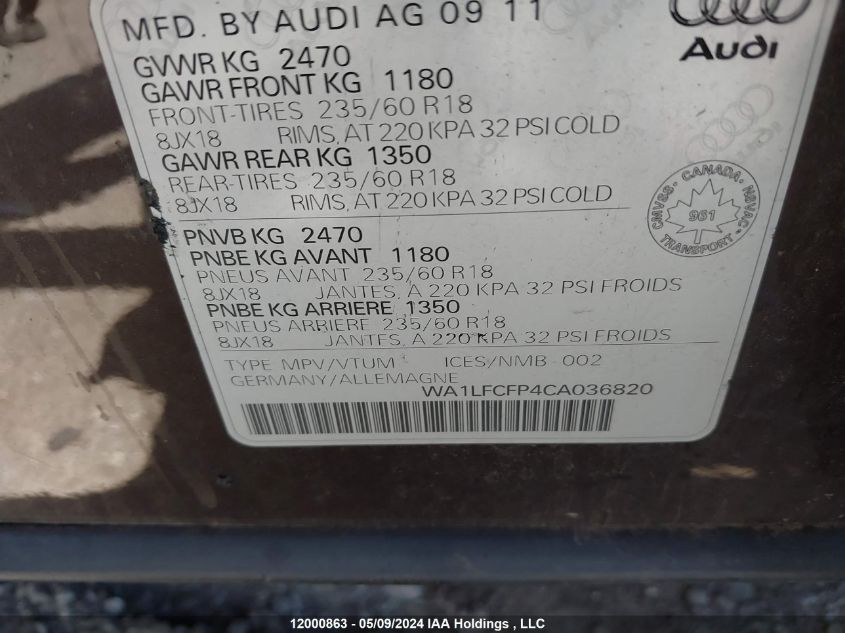 MFD. BY AUDI AG 09 11
Audi
GVWR KG 2470
GAWR FRONT KG 1180
FRONT-TIRES 235/60 R18
8JX18 RIMS, AT 220 KPA 32 PSI COLD
GAWR REAR KG 1350
REAR-TIRES 235/60 R18
8JX18 RIMS, AT 220 KPA 32 PSI COLD
CMVSS - CANADA - NSVAC
961
TRANSPORT
PNVB KG 2470
PNBE KG AVANT 1180
PNEUS AVANT 235/60 R18
8JX18 JANTES, A 220 KPA 32 PSI FROIDS
PNBE KG ARRIERE 1350
PNEUS ARRIERE 235/60 R18
8JX18 JANTES, A 220 KPA 32 PSI FROIDS
TYPE MPV/VTUM ICES/NMB - 002
GERMANY/ALLEMAGNE
WA1LFCFP4CA036820
12000863 - 05/09/2024 IAA Holdings , LLC